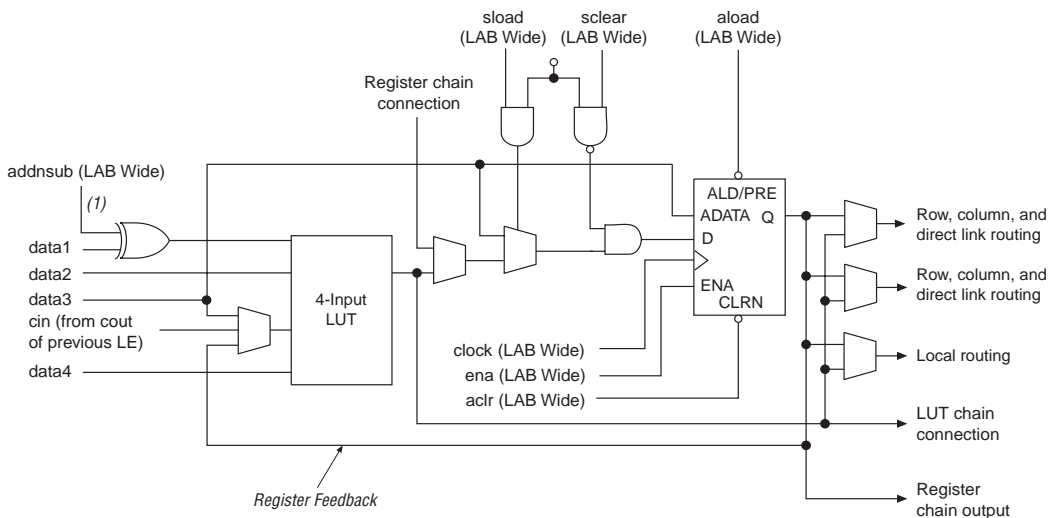 sload
(LAB Wide)
sclear
(LAB Wide)
aload
(LAB Wide)
Register chain
connection
addnsub (LAB Wide)
(1)
data1
data2
data3
cin (from cout
of previous LE)
data4
4-Input
LUT
ALD/PRE
ADATA Q
D
ENA
CLRN
clock (LAB Wide)
ena (LAB Wide)
aclr (LAB Wide)
Row, column, and
direct link routing
Row, column, and
direct link routing
Local routing
LUT chain
connection
Register
chain output
Register Feedback